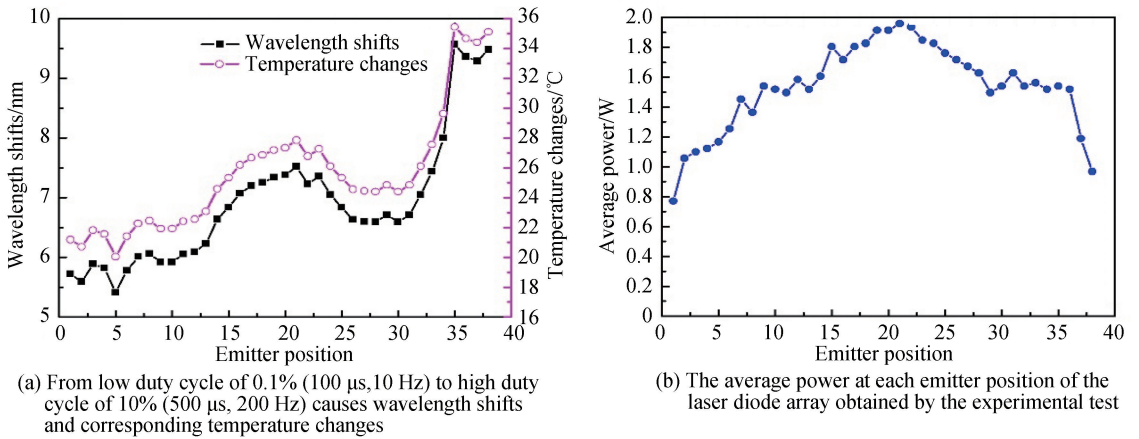 10
9
8
7
6
5
Wavelength shifts/nm
Wavelength shifts
Temperature changes
36
34
32
30
28
26
24
22
20
18
16
Temperature changes/℃
0 5 10 15 20 25 30 35 40
Emitter position
(a) From low duty cycle of 0.1% (100 μs,10 Hz) to high duty
cycle of 10% (500 μs, 200 Hz) causes wavelength shifts
and corresponding temperature changes
2.0
1.8
1.6
1.4
1.2
1.0
0.8
0.6
0.4
0.2
0
Average power/W
0 5 10 15 20 25 30 35 40
Emitter position
(b) The average power at each emitter position of the
laser diode array obtained by the experimental test